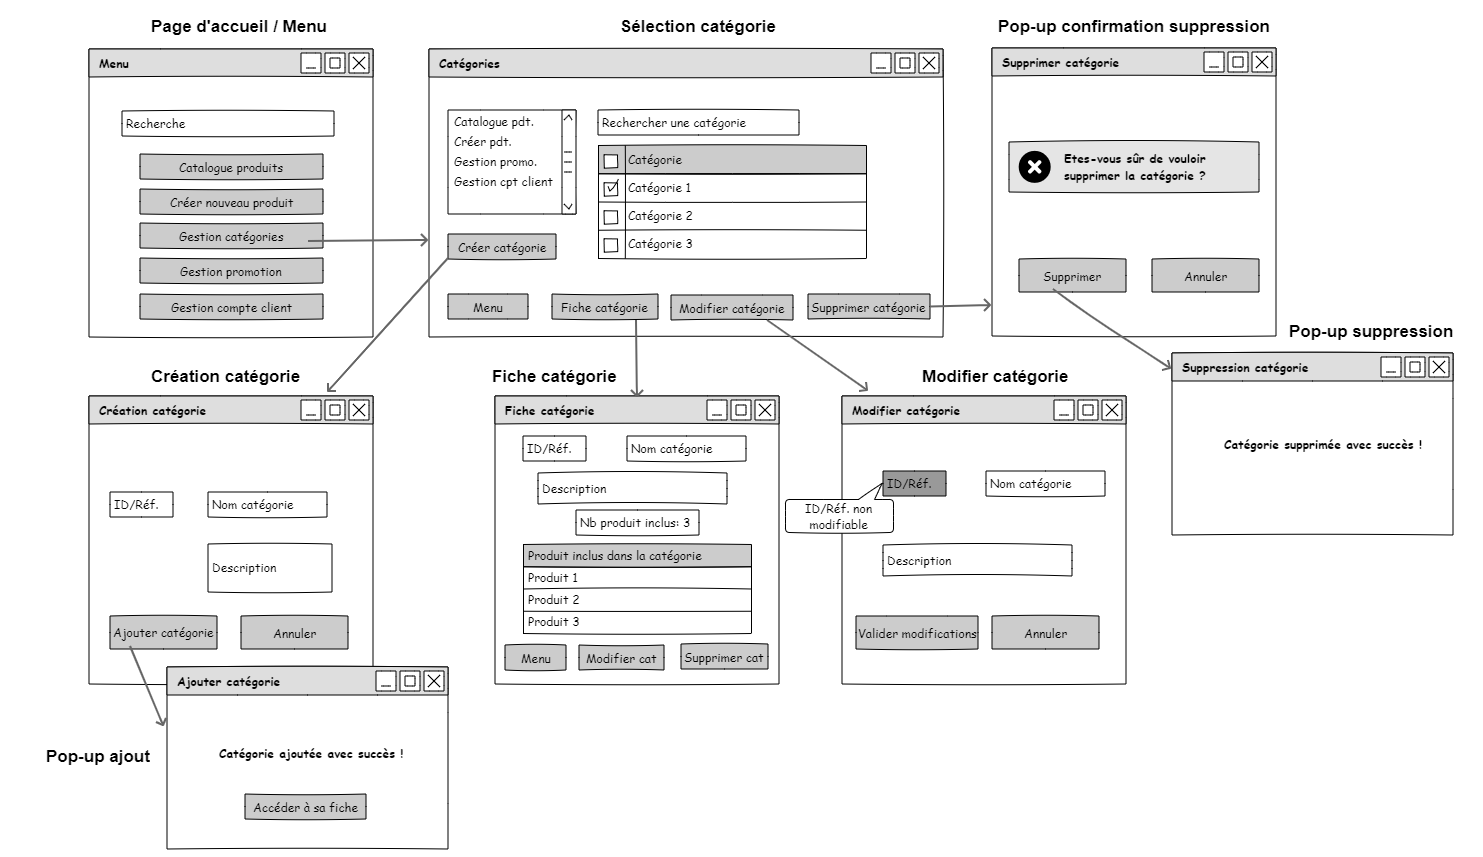 Page d'accueil / Menu
Menu
Recherche
Catalogue produits
Créer nouveau produit
Gestion catégories
Gestion promotion
Gestion compte client
Sélection catégorie
Catégories
Catalogue pdt.
Créer pdt.
Gestion promo.
Gestion cpt client
Rechercher une catégorie
Catégorie
Catégorie 1
Catégorie 2
Catégorie 3
Créer catégorie
Menu
Fiche catégorie
Modifier catégorie
Supprimer catégorie
Pop-up confirmation suppression
Supprimer catégorie
Etes-vous sûr de vouloir
supprimer la catégorie ?
Supprimer
Annuler
Pop-up suppression
Suppression catégorie
Catégorie supprimée avec succès !
Création catégorie
Création catégorie
ID/Réf.
Nom catégorie
Description
Ajouter catégorie
Annuler
Pop-up ajout
Ajouter catégorie
Catégorie ajoutée avec succès !
Accéder à sa fiche
Fiche catégorie
Fiche catégorie
ID/Réf.
Nom catégorie
Description
Nb produit inclus: 3
Produit inclus dans la catégorie
Produit 1
Produit 2
Produit 3
Menu
Modifier cat
Supprimer cat
Modifier catégorie
Modifier catégorie
ID/Réf.
Nom catégorie
ID/Réf. non
modifiable
Description
Valider modifications
Annuler